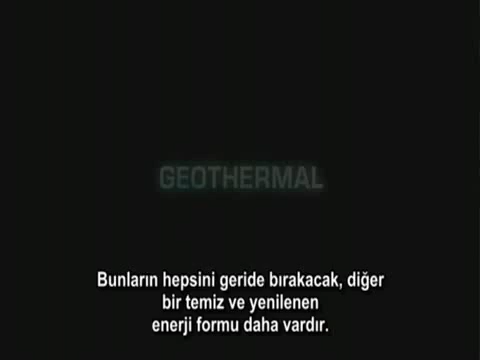 GEOTHERMAL
Bunların hepsini geride bırakacak, diğer
bir temiz ve yenilenen
enerji formu daha vardır.